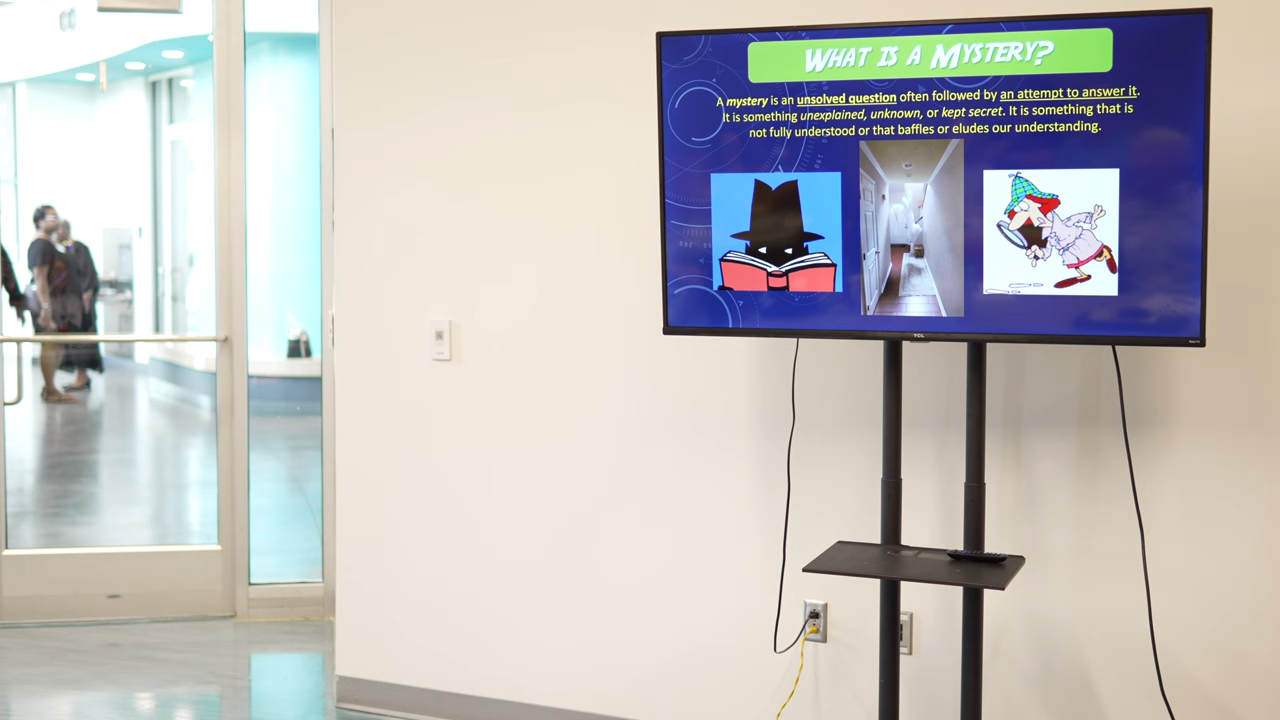 WHAT IS A MYSTERY?
A mystery is an unsolved question often followed by an attempt to answer it.
It is something unexplained, unknown, or kept secret. It is something that is
not fully understood or that baffles or eludes our understanding.
TCL